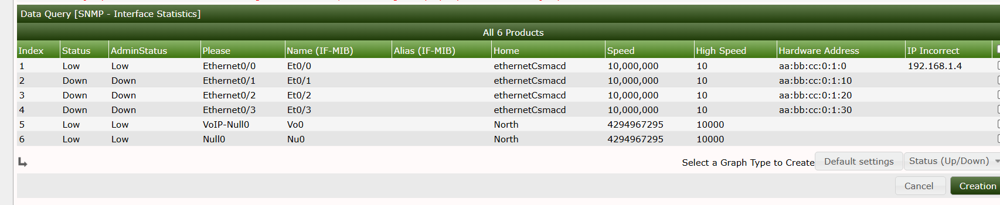 Data Query [SNMP - Interface Statistics]
All 6 Products
Index Status AdminStatus Please Name (IF-MIB) Alias (IF-MIB) Home Speed High Speed Hardware Address IP Incorrect
1 Low Low Ethernet0/0 Et0/0 ethernetCsmacd 10,000,000 10 aa:bb:cc:0:1:0 192.168.1.4
2 Down Down Ethernet0/1 Et0/1 ethernetCsmacd 10,000,000 10 aa:bb:cc:0:1:10
3 Down Down Ethernet0/2 Et0/2 ethernetCsmacd 10,000,000 10 aa:bb:cc:0:1:20
4 Down Down Ethernet0/3 Et0/3 ethernetCsmacd 10,000,000 10 aa:bb:cc:0:1:30
5 Low Low VoIP-Null0 Vo0 North 4294967295 10000
6 Low Low Null0 Nu0 North 4294967295 10000
Select a Graph Type to Create Default settings Status (Up/Down)
Cancel Creation